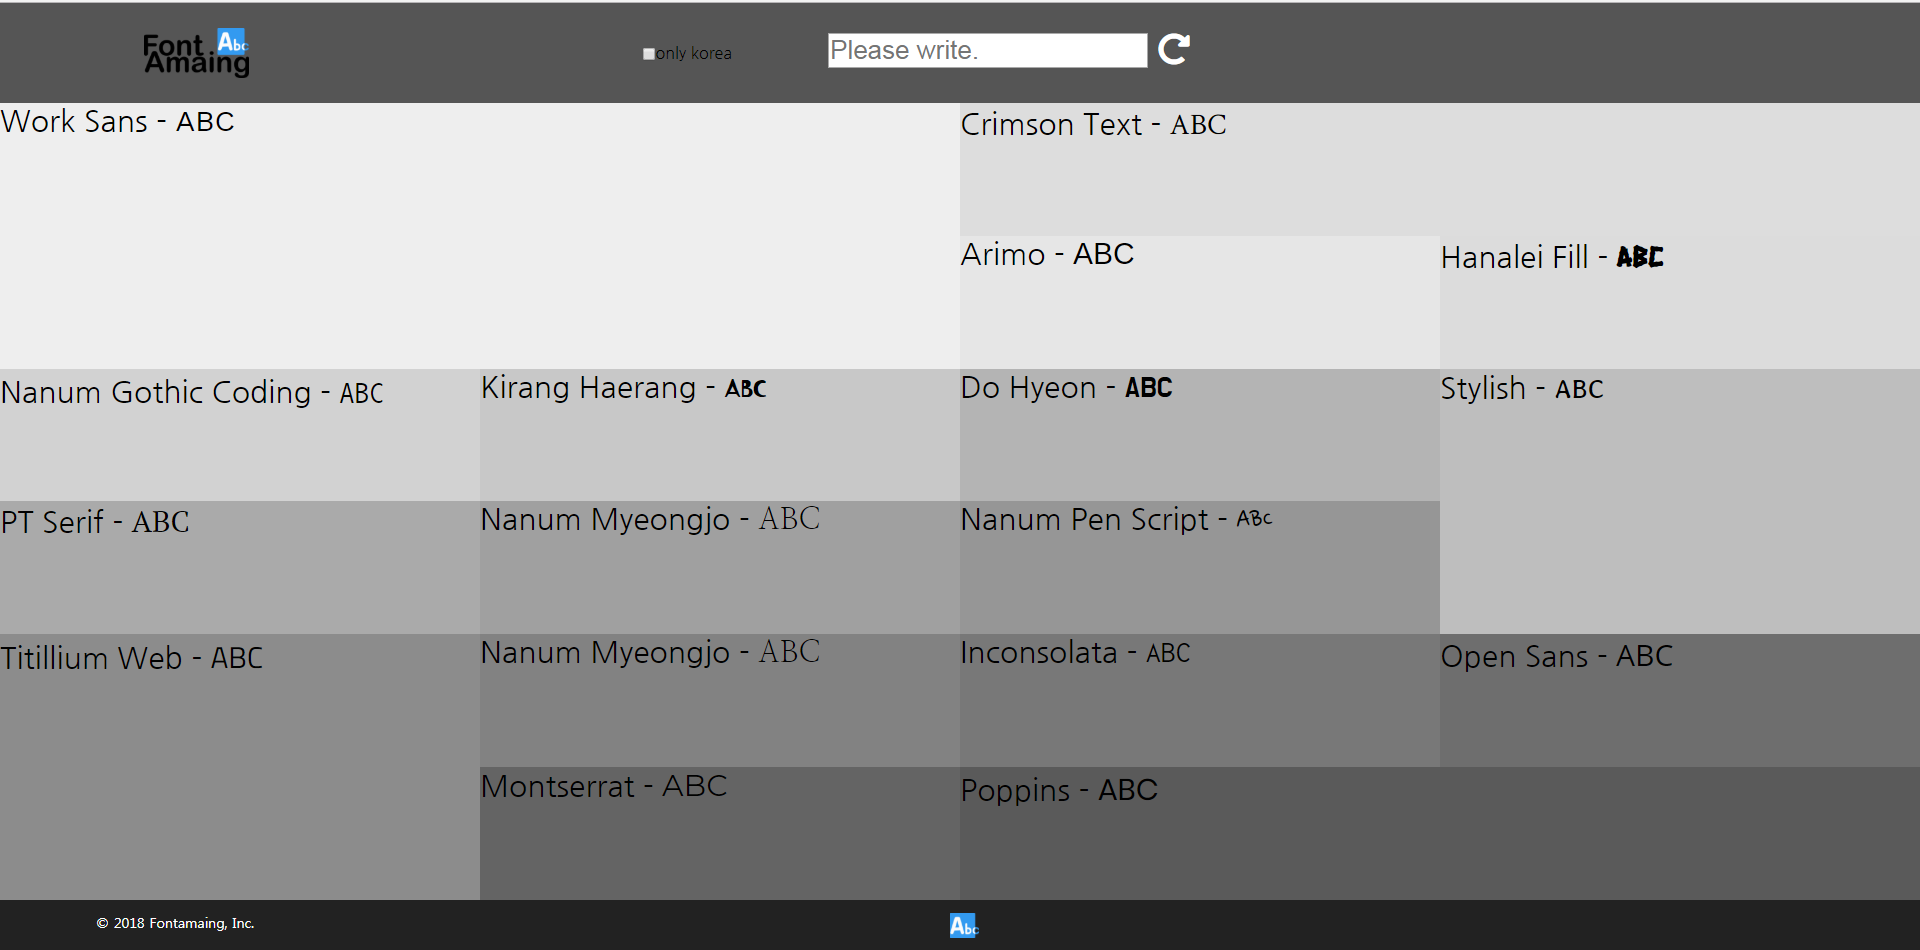 Font Abc
Amaing
only korea
Please write.
Work Sans - ABC
Crimson Text - ABC
Arimo - ABC
Hanalei Fill - ABC
Nanum Gothic Coding - ABC
Kirang Haerang - ABC
Do Hyeon - ABC
Stylish - ABC
PT Serif - ABC
Nanum Myeongjo - ABC
Nanum Pen Script - ABC
Titillium Web - ABC
Nanum Myeongjo - ABC
Inconsolata - ABC
Open Sans - ABC
Montserrat - ABC
Poppins - ABC
© 2018 Fontamaing, Inc.
Abc